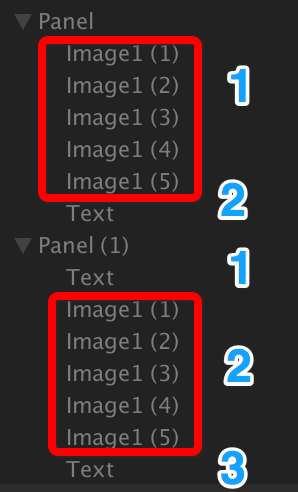 Panel
Image1 (1)
Image1 (2)
1
Image1 (3)
Image1 (4)
Image1 (5)
2
Text
Panel (1)
1
Text
Image1 (1)
Image1 (2)
2
Image1 (3)
Image1 (4)
Image1 (5)
Text
3